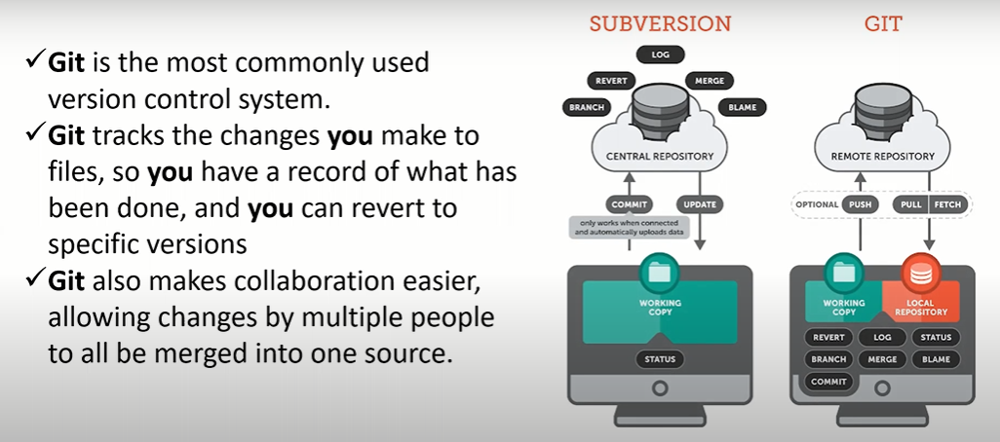 ✓Git is the most commonly used
version control system.
✓Git tracks the changes you make to
files, so you have a record of what has
been done, and you can revert to
specific versions
✓Git also makes collaboration easier,
allowing changes by multiple people
to all be merged into one source.
SUBVERSION
LOG
REVERT
MERGE
BRANCH
BLAME
CENTRAL REPOSITORY
COMMIT
UPDATE
only works when connected
and automatically uploads data
WORKING
COPY
STATUS
GIT
REMOTE REPOSITORY
OPTIONAL PUSH PULL FETCH
WORKING
COPY
LOCAL
REPOSITORY
REVERT LOG STATUS
BRANCH MERGE BLAME
COMMIT